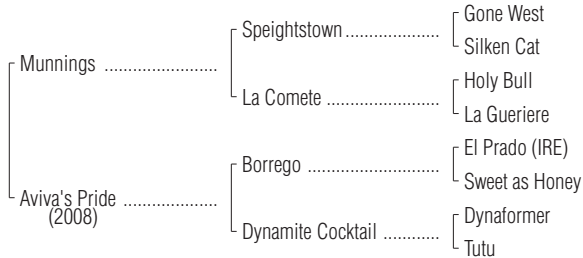 Gone West
Speightstown
Silken Cat
Munnings
Holy Bull
La Comete
La Gueriere
El Prado (IRE)
Borrego
Sweet as Honey
Aviva's Pride
(2008)
Dynaformer
Dynamite Cocktail
Tutu